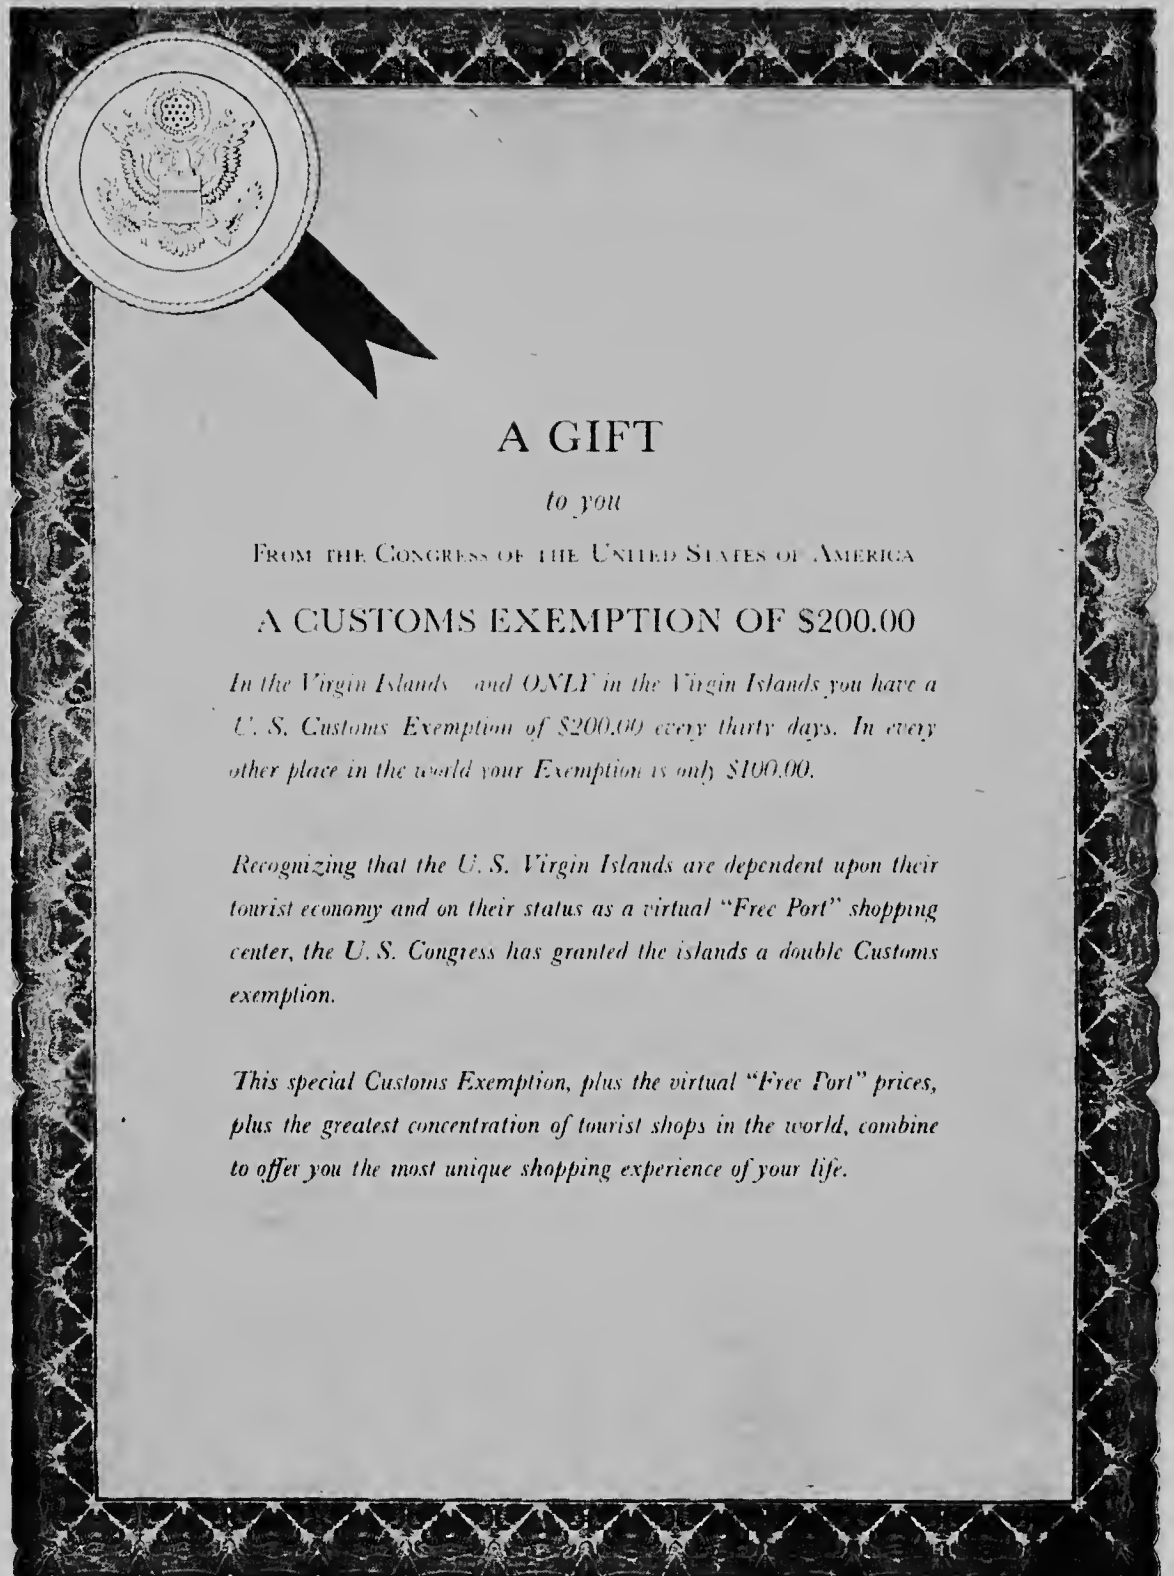 A GIFT
to you
FROM THE CONGRESS OF THE UNITED STATES OF AMERICA
A CUSTOMS EXEMPTION OF $200.00
In the Virgin Islands and ONLY in the Virgin Islands you have a
U. S. Customs Exemption of $200.00 every thirty days. In every
other place in the world your Exemption is only $100.00.
Recognizing that the U. S. Virgin Islands are dependent upon their
tourist economy and on their status as a virtual "Free Port" shopping
center, the U. S. Congress has granted the islands a double Customs
exemption.
This special Customs Exemption, plus the virtual "Free Port" prices,
plus the greatest concentration of tourist shops in the world, combine
to offer you the most unique shopping experience of your life.